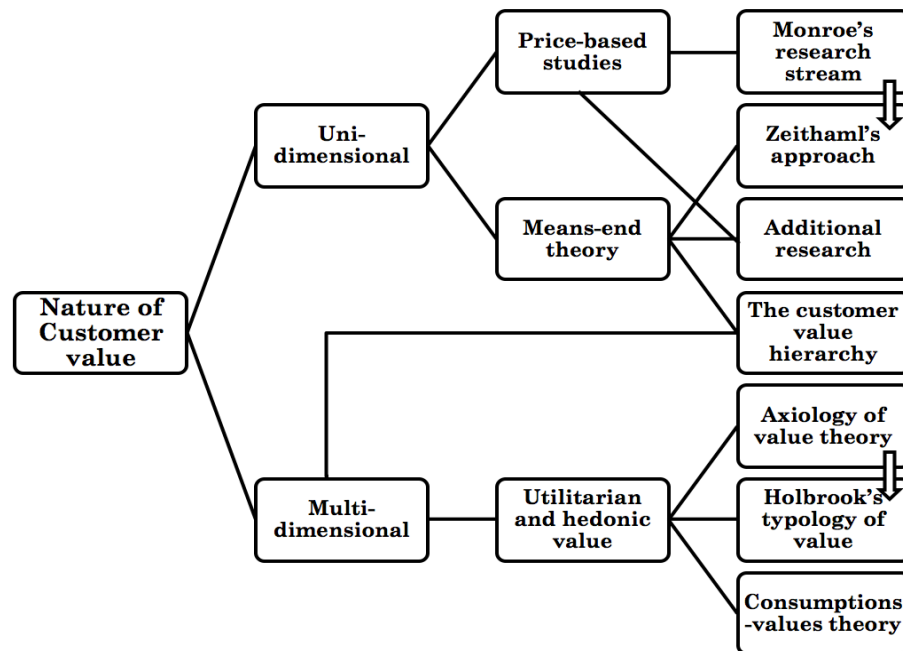 Price-based
studies
Monroe's
research
stream
Uni-
dimensional
Zeithaml's
approach
Means-end
theory
Additional
research
Nature of
Customer
value
The customer
value
hierarchy
Axiology of
value theory
Multi-
dimensional
Utilitarian
and hedonic
value
Holbrook's
typology of
value
Consumptions
-values theory